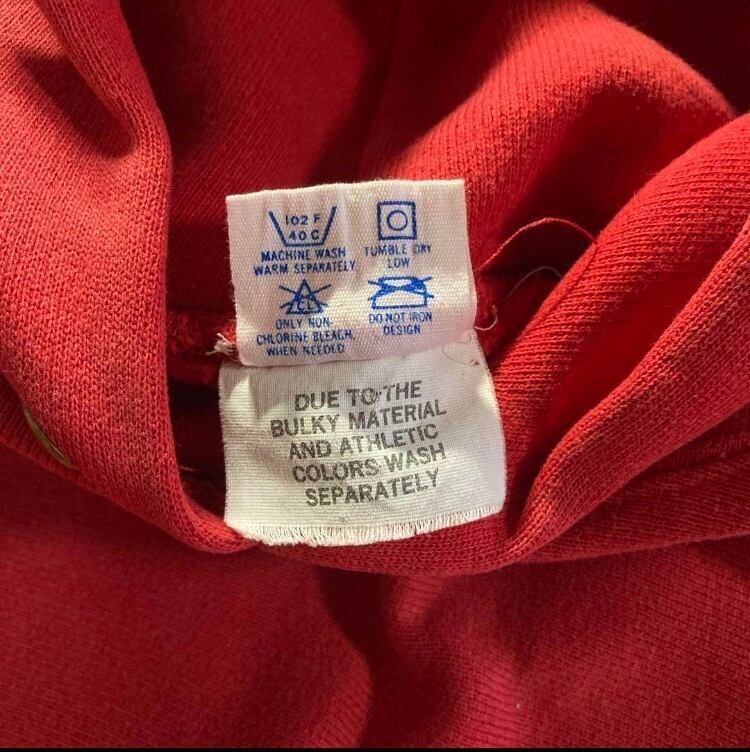 102 F
40 C
MACHINE WASH
WARM SEPARATELY
TUMBLE DRY
LOW
CL
ONLY NON-
CHLORINE BLEACH,
WHEN NEEDED
DO NOT IRON
DESIGN
DUE TO THE
BULKY MATERIAL
AND ATHLETIC
COLORS WASH
SEPARATELY